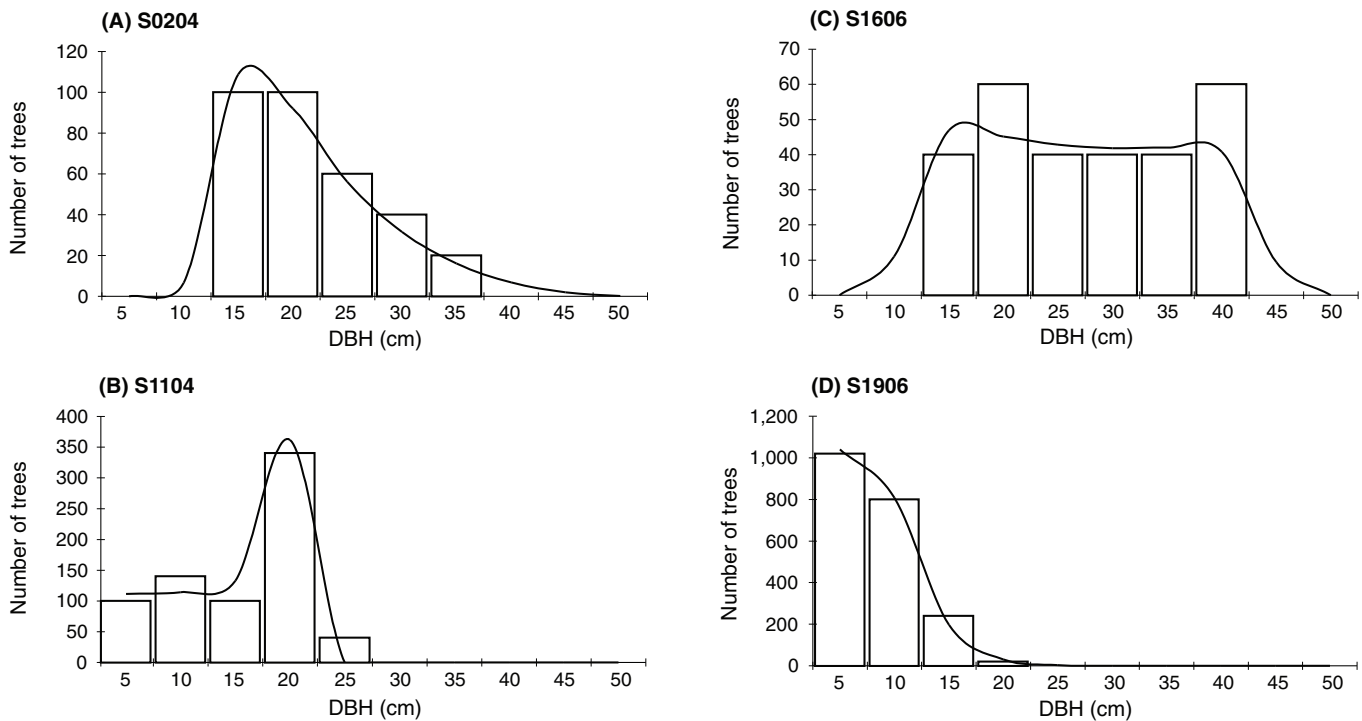 (A) S0204
120
100
80
60
40
20
0
Number of trees
5 10 15 20 25 30 35 40 45 50
DBH (cm)
(B) S1104
400
350
300
250
200
150
100
50
0
Number of trees
5 10 15 20 25 30 35 40 45 50
DBH (cm)
(C) S1606
70
60
50
40
30
20
10
0
Number of trees
5 10 15 20 25 30 35 40 45 50
DBH (cm)
(D) S1906
1,200
1,000
800
600
400
200
0
Number of trees
5 10 15 20 25 30 35 40 45 50
DBH (cm)